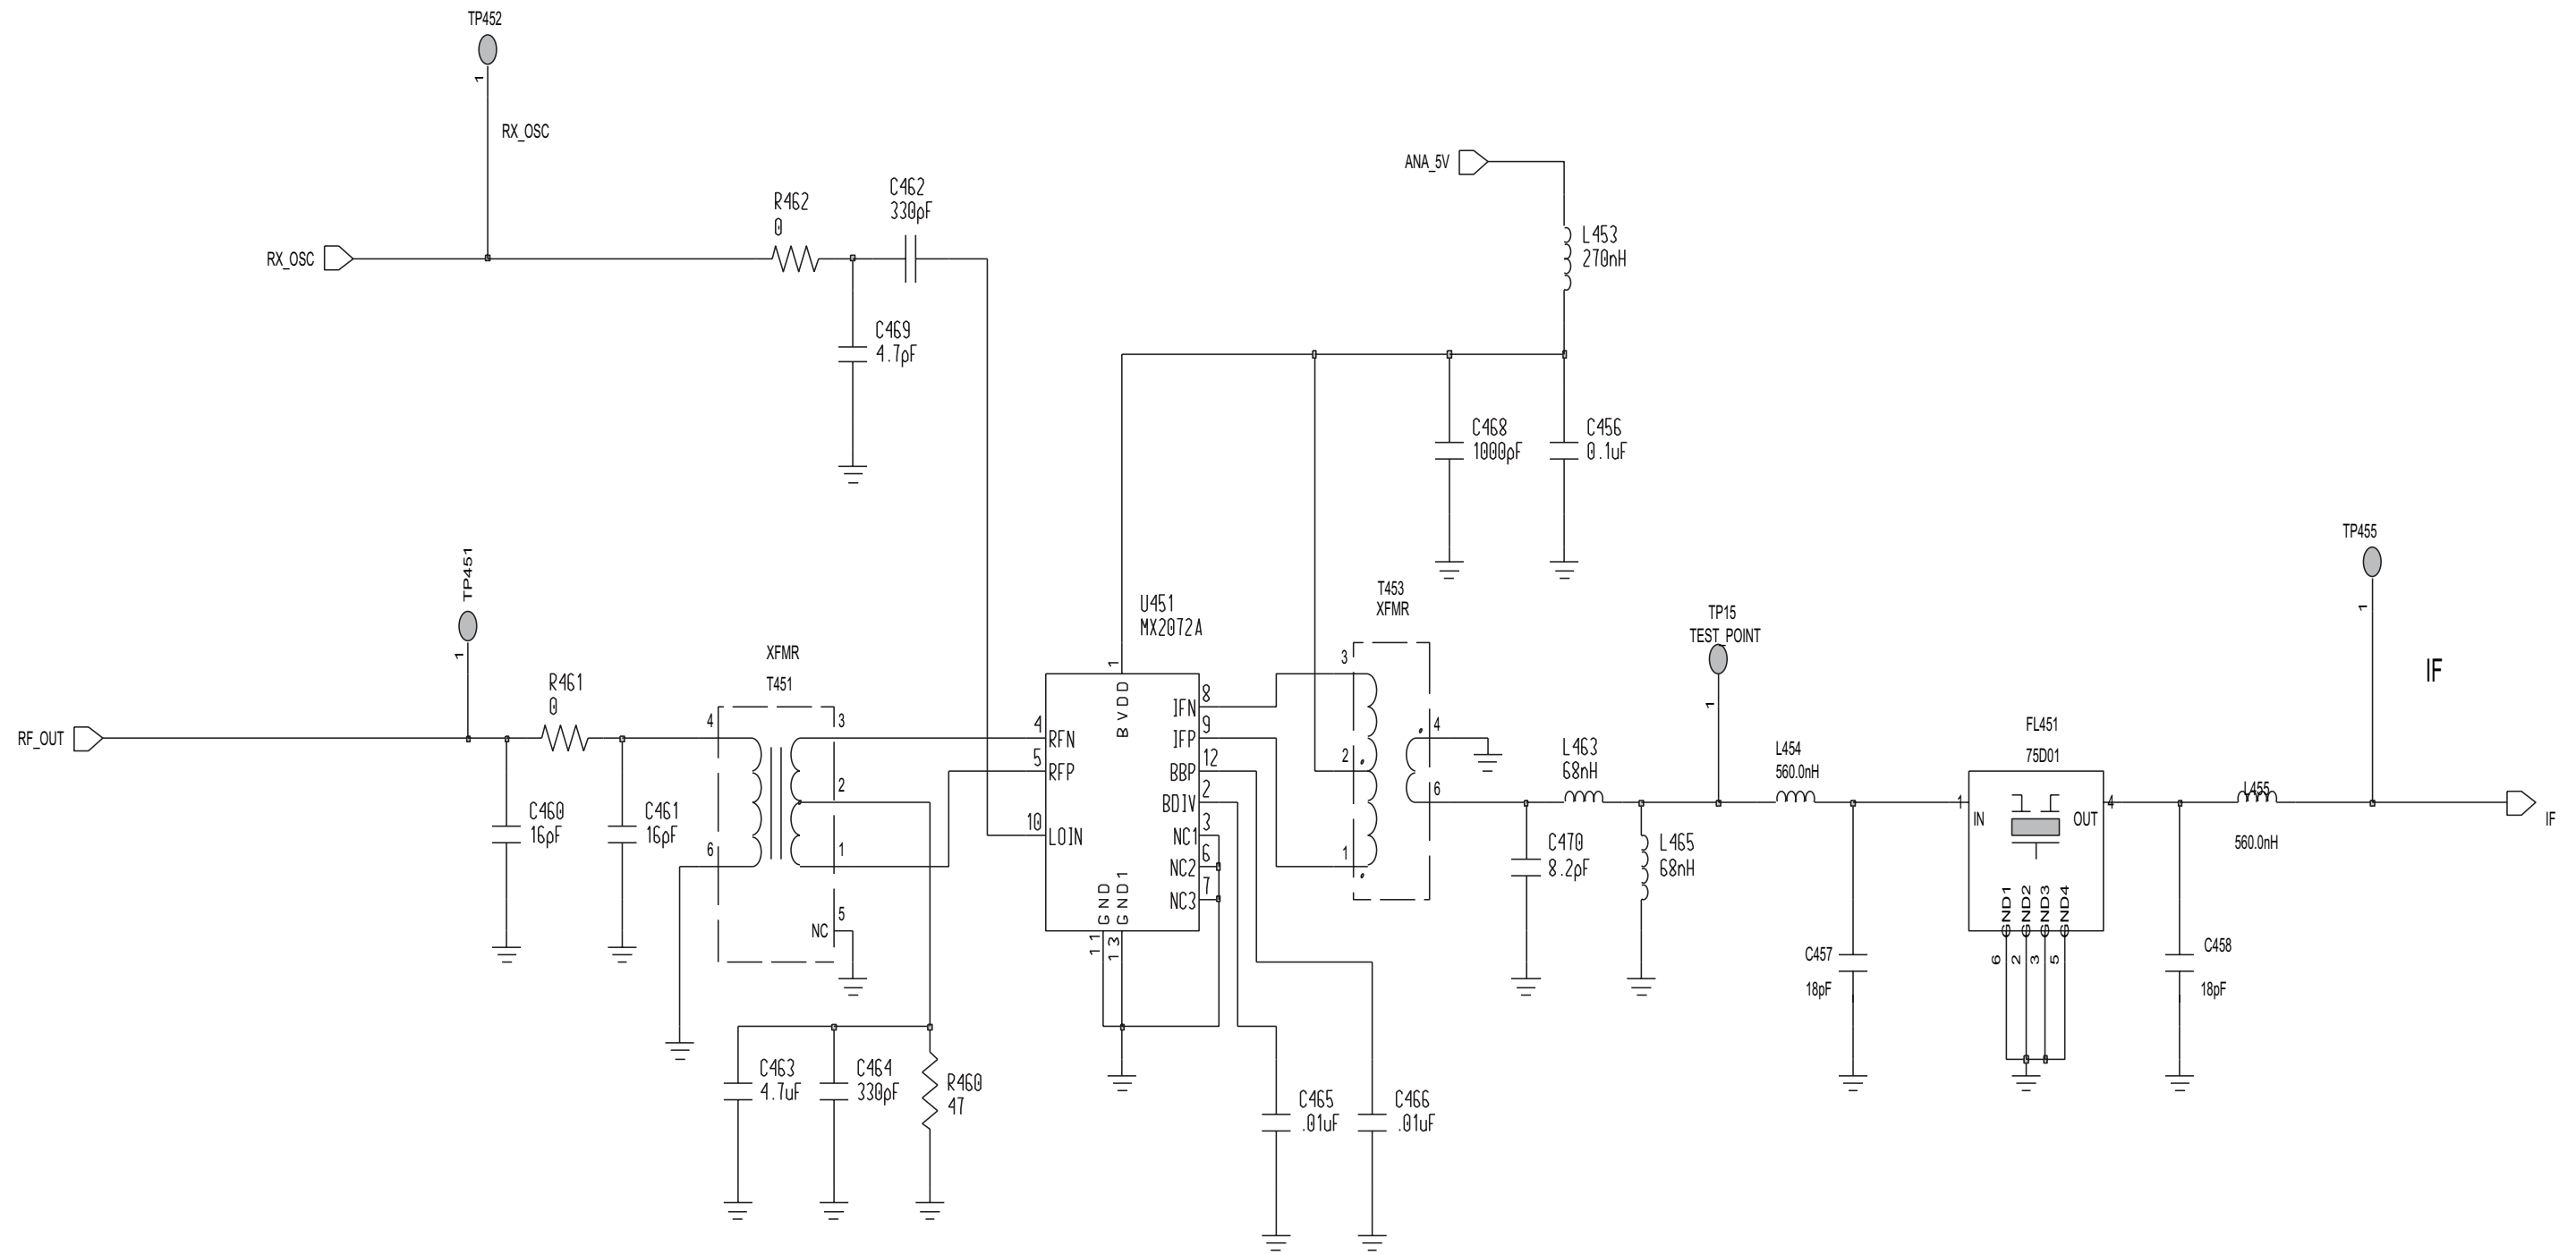 TP452
1
RX_OSC
RX_OSC
R462
0
C462
330pF
C469
4.7pF
ANA_5V
L453
270nH
C468
1000pF
C456
0.1uF
TP451
1
RF_OUT
R461
0
C460
16pF
C461
16pF
XFMR
T451
4
6
3
2
1
5
NC
C463
4.7uF
C464
330pF
R460
47
U451
MX2072A
1
BVDD
4
RFN
5
RFP
10
LOIN
IFN
8
IFP
9
BBP
12
BDIV
2
NC1
3
NC2
6
NC3
7
GND
GND1
11
13
C465
.01uF
C466
.01uF
T453
XFMR
3
2
1
4
6
C470
8.2pF
L463
68nH
L465
68nH
TP15
TEST_POINT
1
L454
560.0nH
C457
18pF
FL451
75D01
1
IN
OUT
4
GND1
GND2
GND3
GND4
6
2
3
5
C458
18pF
L455
560.0nH
TP455
1
IF
IF